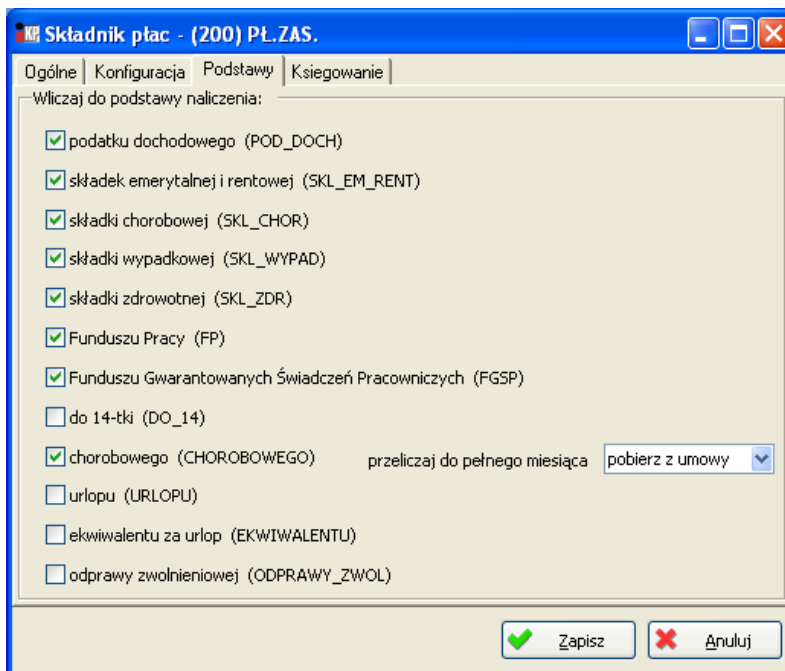 KP Składnik płac - (200) PŁ.ZAS.
Ogólne Konfiguracja Podstawy Ksiegowanie
Wliczaj do podstawy naliczenia:
podatku dochodowego (POD_DOCH)
składek emerytalnej i rentowej (SKL_EM_RENT)
składki chorobowej (SKL_CHOR)
składki wypadkowej (SKL_WYPAD)
składki zdrowotnej (SKL_ZDR)
Funduszu Pracy (FP)
Funduszu Gwarantowanych Świadczeń Pracowniczych (FGSP)
do 14-tki (DO_14)
chorobowego (CHOROBOWEGO) przeliczaj do pełnego miesiąca pobierz z umowy
urlopu (URLOPU)
ekwiwalentu za urlop (EKWIWALENTU)
odprawy zwolnieniowej (ODPRAWY_ZWOL)
Zapisz Anuluj